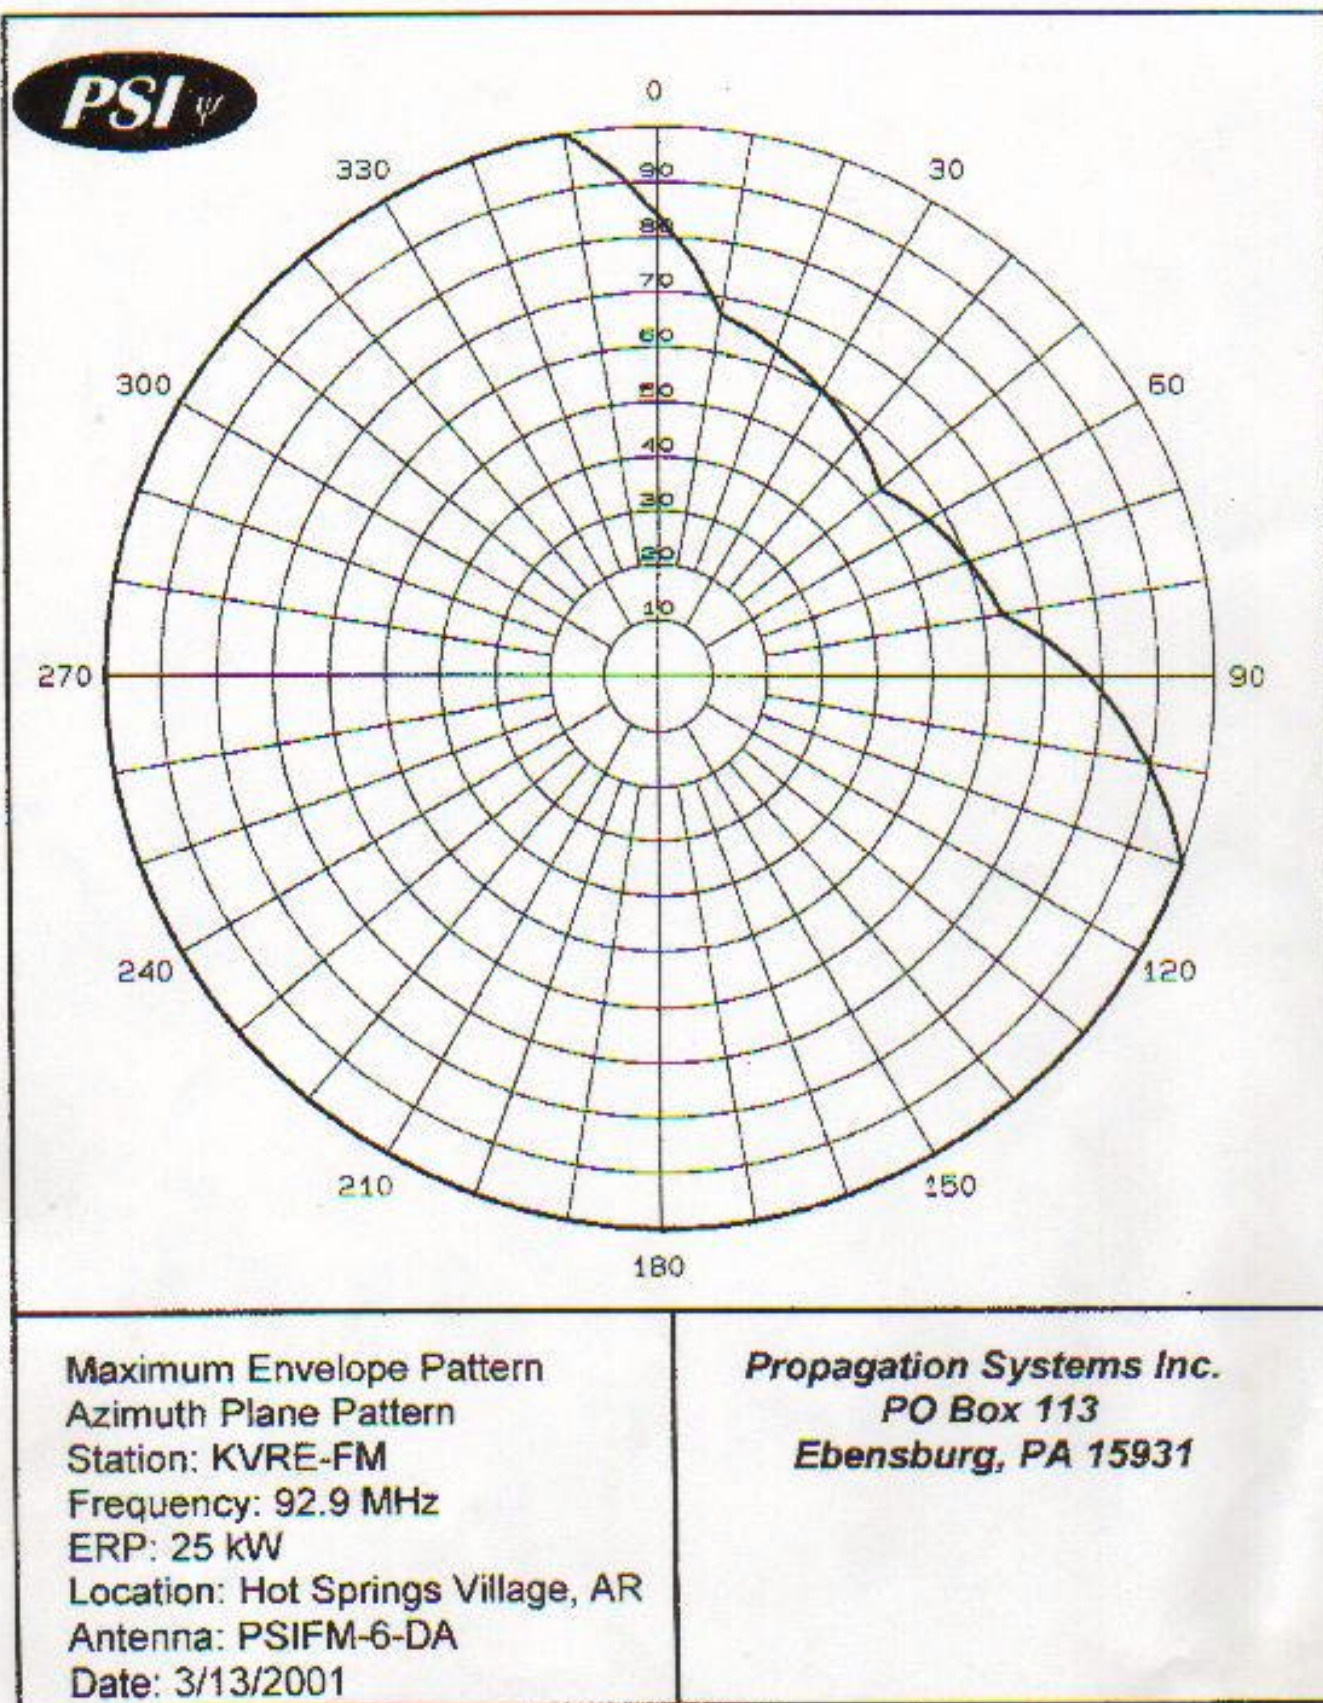 PSI ψ
0
330
30
90
80
300
70
60
60
50
40
30
20
10
270
90
240
120
210
150
180
Maximum Envelope Pattern
Azimuth Plane Pattern
Station: KVRE-FM
Frequency: 92.9 MHz
ERP: 25 kW
Location: Hot Springs Village, AR
Antenna: PSIFM-6-DA
Date: 3/13/2001
Propagation Systems Inc.
PO Box 113
Ebensburg, PA 15931